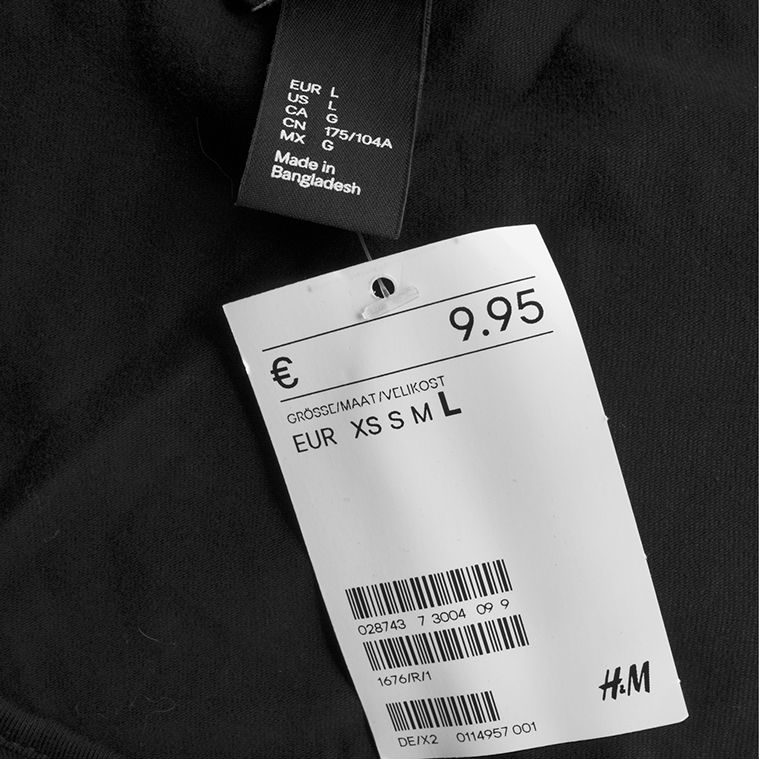 EUR L
US L
CA G
CN 175/104A
MX G
Made in
Bangladesh
9.95
€
GRÖSSE/MAAT/VELIKOST
EUR XS S M L
028743 7 3004 09 9
1676/R/1
H&M
DE/X2 0114957 001